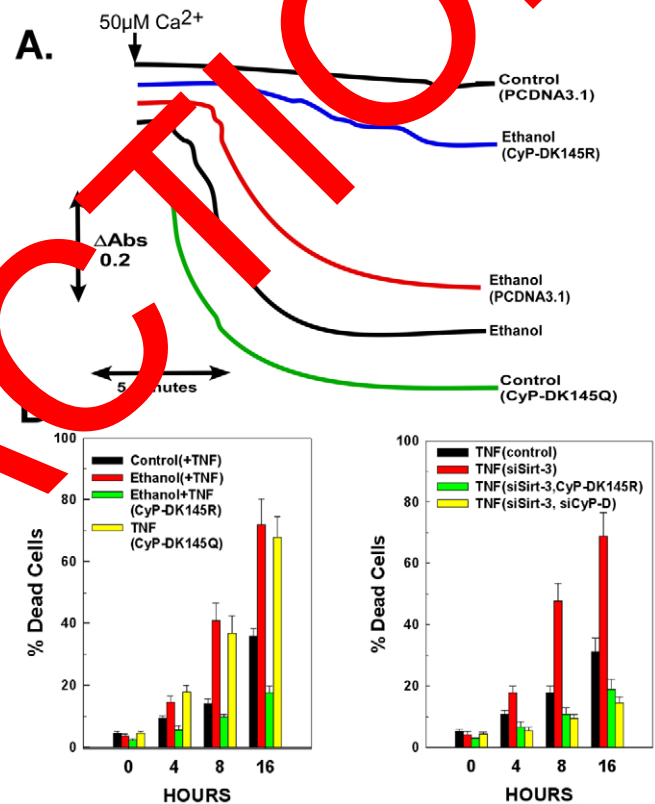 50µM Ca2+
A.
Control
(PCDNA3.1)
Ethanol
(CyP-DK145R)
ΔAbs
0.2
Ethanol
(PCDNA3.1)
Ethanol
Control
(CyP-DK145Q)
CTIO
100
80
60
40
20
0
% Dead Cells
Control(+TNF)
Ethanol(+TNF)
Ethanol+TNF
(CyP-DK145R)
TNF
(CyP-DK145Q)
0 4 8 16
HOURS
100
80
60
40
20
0
% Dead Cells
TNF(control)
TNF(siSirt-3)
TNF(siSirt-3,CyP-DK145R)
TNF(siSirt-3, siCyP-D)
0 4 8 16
HOURS